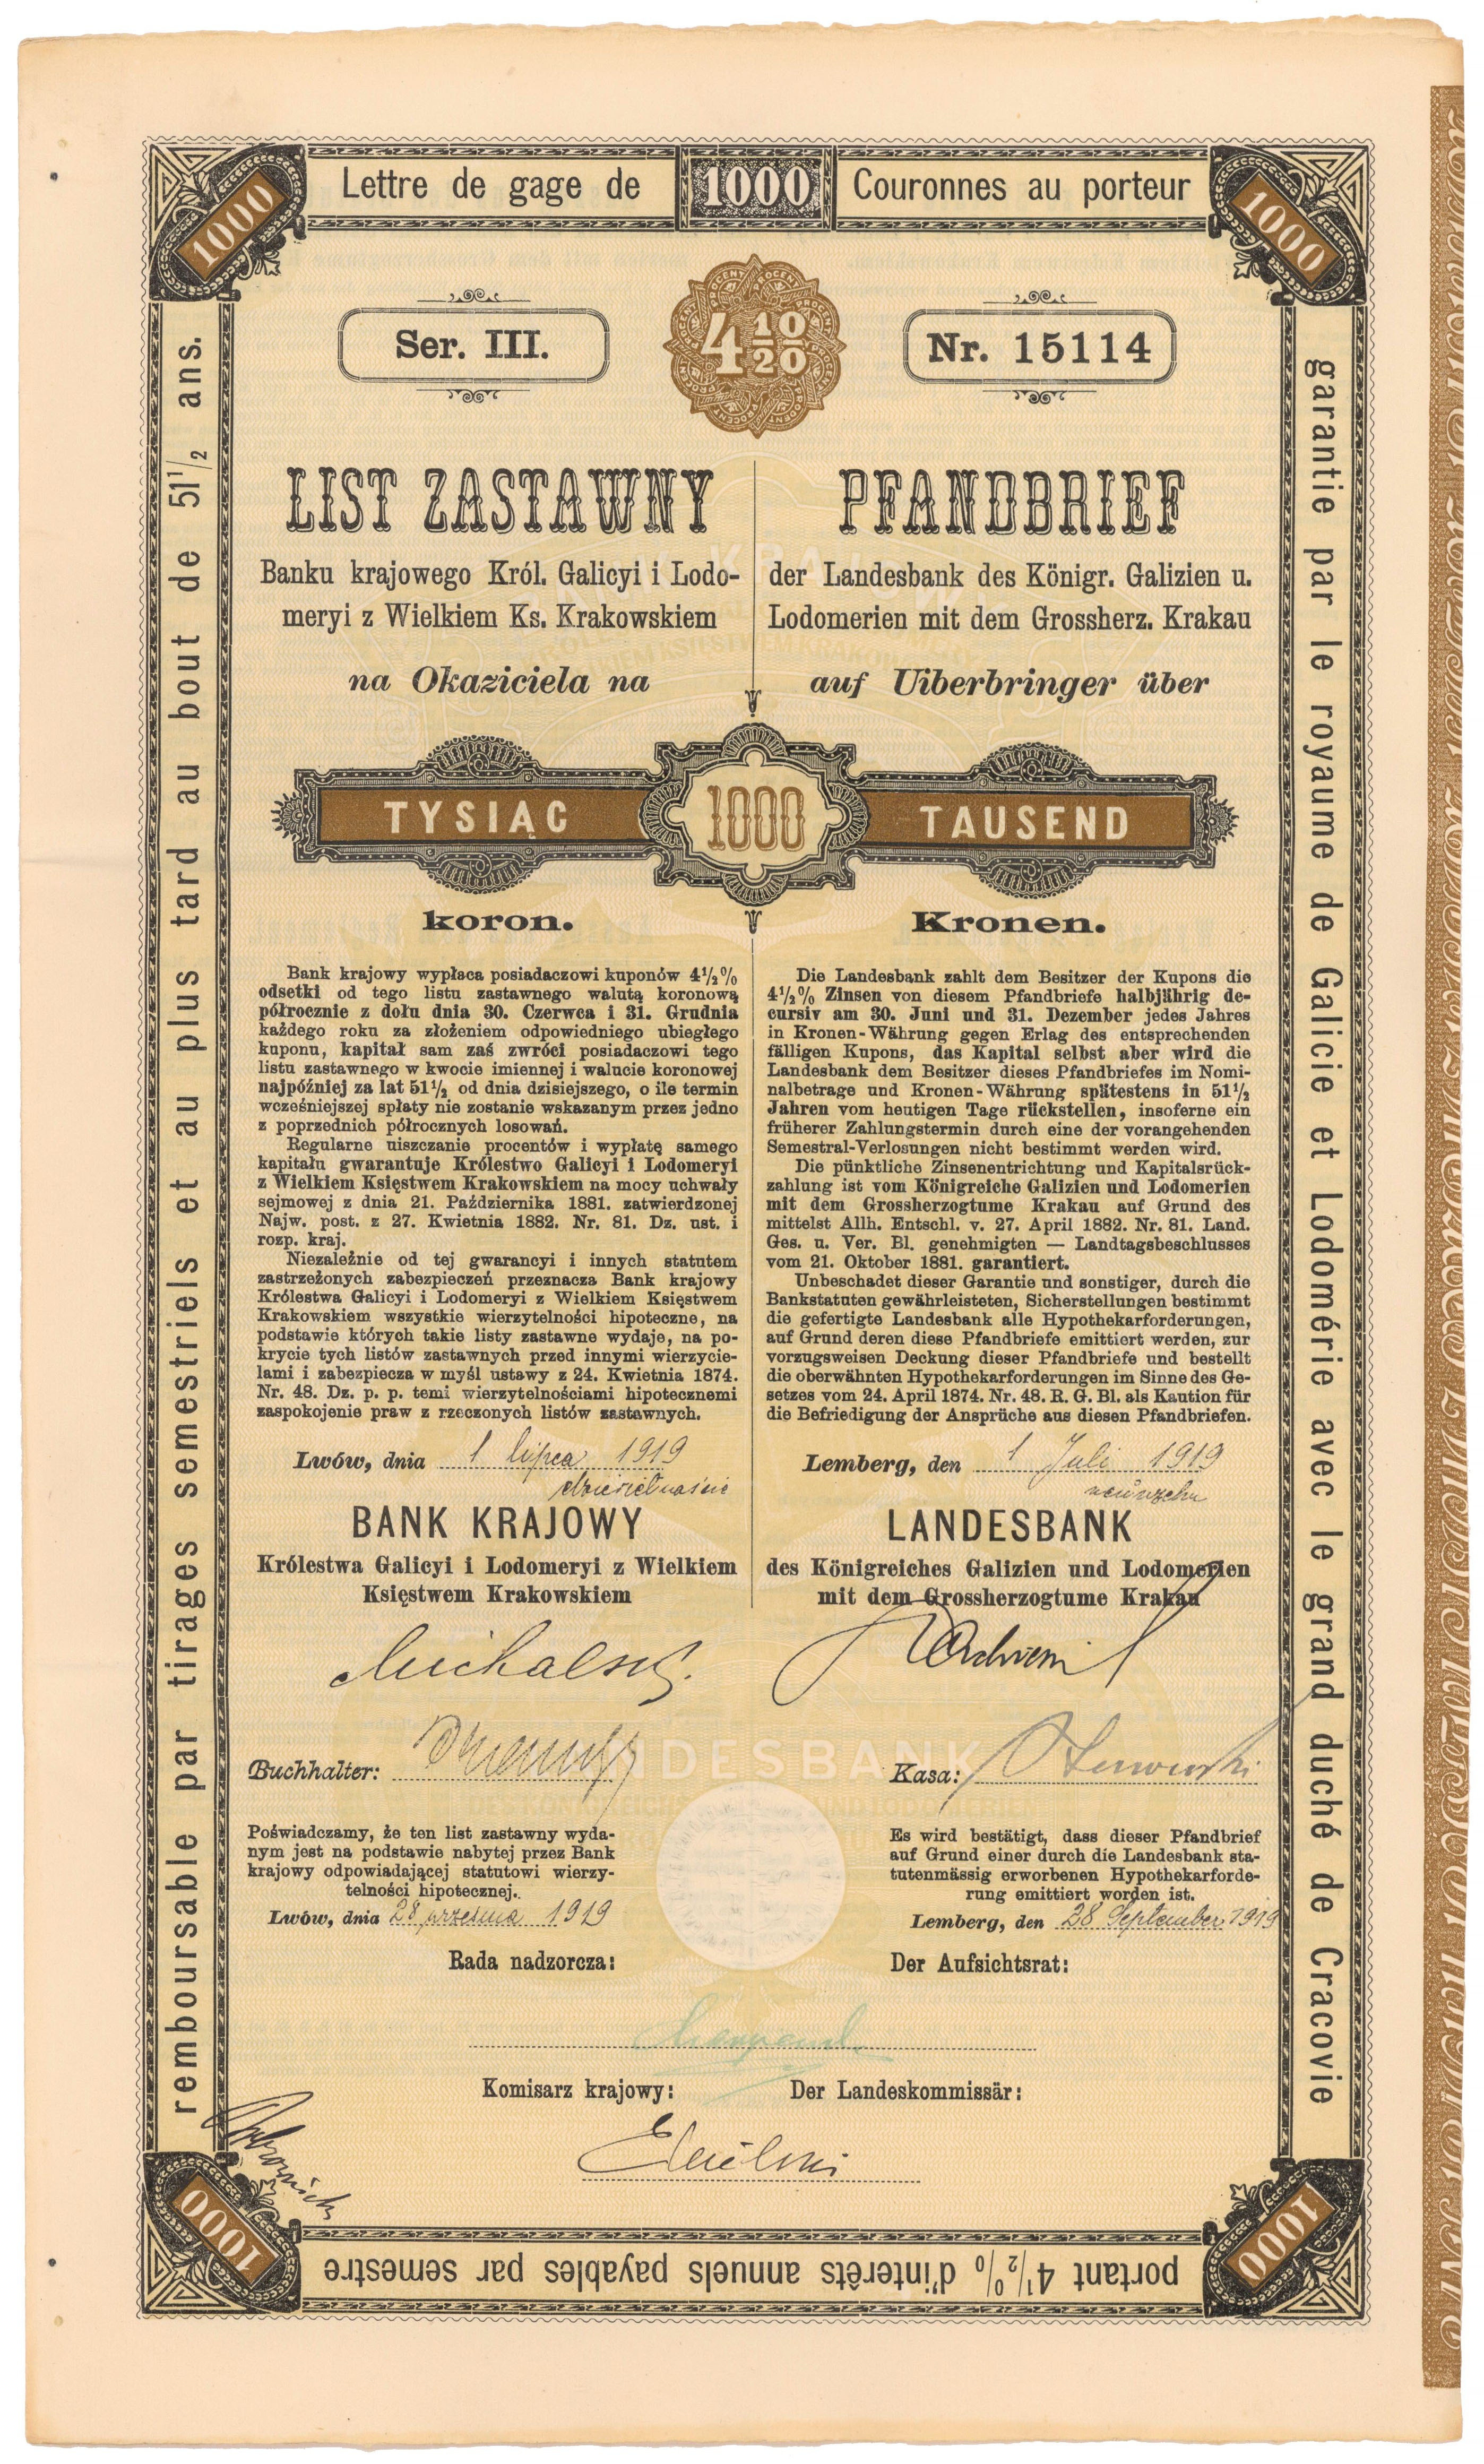 Lettre de gage de 1000 Couronnes au porteur
1000
1000
Ser. III.
4 10/20
Nr. 15114
LIST ZASTAWNY
Banku krajowego Król. Galicyi i Lodo-
meryi z Wielkiem Ks. Krakowskiem
na Okaziciela na
PFANDBRIEF
der Landesbank des Königr. Galizien u.
Lodomerien mit dem Grossherz. Krakau
auf Uiberbringer über
TYSIĄC 1000 TAUSEND
koron.
Kronen.
Bank krajowy wypłaca posiadaczowi kuponów 4½%
odsetki od tego listu zastawnego walutą koronową
półrocznie z dołu dnia 30. Czerwca i 31. Grudnia
każdego roku za złożeniem odpowiedniego ubiegłego
kuponu, kapitał sam zaś zwróci posiadaczowi tego
listu zastawnego w kwocie imiennej i walucie koronowej
najpóźniej za lat 51½ od dnia dzisiejszego, o ile termin
wcześniejszej spłaty nie zostanie wskazanym przez jedno
z poprzednich półrocznych losowań.
Regularne uiszczanie procentów i wypłatę samego
kapitału gwarantuje Królestwo Galicyi i Lodomeryi
z Wielkiem Księstwem Krakowskiem na mocy uchwały
sejmowej z dnia 21. Października 1881. zatwierdzonej
Najw. post. z 27. Kwietnia 1882. Nr. 81. Dz. ust. i
rozp. kraj.
Niezależnie od tej gwarancyi i innych statutem
zastrzeżonych zabezpieczeń przeznacza Bank krajowy
Królestwa Galicyi i Lodomeryi z Wielkiem Księstwem
Krakowskiem wszystkie wierzytelności hipoteczne, na
podstawie których takie listy zastawne wydaje, na po-
krycie tych listów zastawnych przed innymi wierzycie-
lami i zabezpiecza w myśl ustawy z 24. Kwietnia 1874.
Nr. 48. Dz. p. p. temi wierzytelnościami hipotecznemi
zaspokojenie praw z rzeczonych listów zastawnych.
Lwów, dnia 1 lipca 1919
dziewiętnaście
BANK KRAJOWY
Królestwa Galicyi i Lodomeryi z Wielkiem
Księstwem Krakowskiem
Die Landesbank zahlt dem Besitzer der Kupons die
4½% Zinsen von diesem Pfandbriefe halbjährig de-
cursiv am 30. Juni und 31. Dezember jedes Jahres
in Kronen-Währung gegen Erlag des entsprechenden
fälligen Kupons, das Kapital selbst aber wird die
Landesbank dem Besitzer dieses Pfandbriefes im Nomi-
nalbetrage und Kronen-Währung spätestens in 51½
Jahren vom heutigen Tage rückstellen, insoferne ein
früherer Zahlungstermin durch eine der vorangehenden
Semestral-Verlosungen nicht bestimmt werden wird.
Die pünktliche Zinsenentrichtung und Kapitalsrück-
zahlung ist vom Königreiche Galizien und Lodomerien
mit dem Grossherzogtume Krakau auf Grund des
mittelst Allh. Entschl. v. 27. April 1882. Nr. 81. Land.
Ges. u. Ver. Bl. genehmigten — Landtagsbeschlusses
vom 21. Oktober 1881. garantiert.
Unbeschadet dieser Garantie und sonstiger, durch die
Bankstatuten gewährleisteten, Sicherstellungen bestimmt
die gefertigte Landesbank alle Hypothekarforderungen,
auf Grund deren diese Pfandbriefe emittiert werden, zur
vorzugsweisen Deckung dieser Pfandbriefe und bestellt
die oberwähnten Hypothekarforderungen im Sinne des Ge-
setzes vom 24. April 1874. Nr. 48. R. G. Bl. als Kaution für
die Befriedigung der Ansprüche aus diesen Pfandbriefen.
Lemberg, den 1 Juli 1919
neunzehn
LANDESBANK
des Königreiches Galizien und Lodomerien
mit dem Grossherzogtume Krakau
Buchhalter:
Kasa:
LANDESBANK
Poświadczamy, że ten list zastawny wyda-
nym jest na podstawie nabytej przez Bank
krajowy odpowiadającej statutowi wierzy-
telności hipotecznej.
Lwów, dnia 28 września 1919
Rada nadzorcza:
Es wird bestätigt, dass dieser Pfandbrief
auf Grund einer durch die Landesbank sta-
tutenmässig erworbenen Hypothekarforde-
rung emittiert worden ist.
Lemberg, den 28 September 1919
Der Aufsichtsrat:
Komisarz krajowy:
Der Landeskommissär:
garantie par le royaume de Galicie et Lodomérie avec le grand duché de Cracovie
portant 4½% d'intérêts annuels payables par semestre
remboursable par tirages semestriels et au plus tard au bout de 51½ ans.
1000
1000